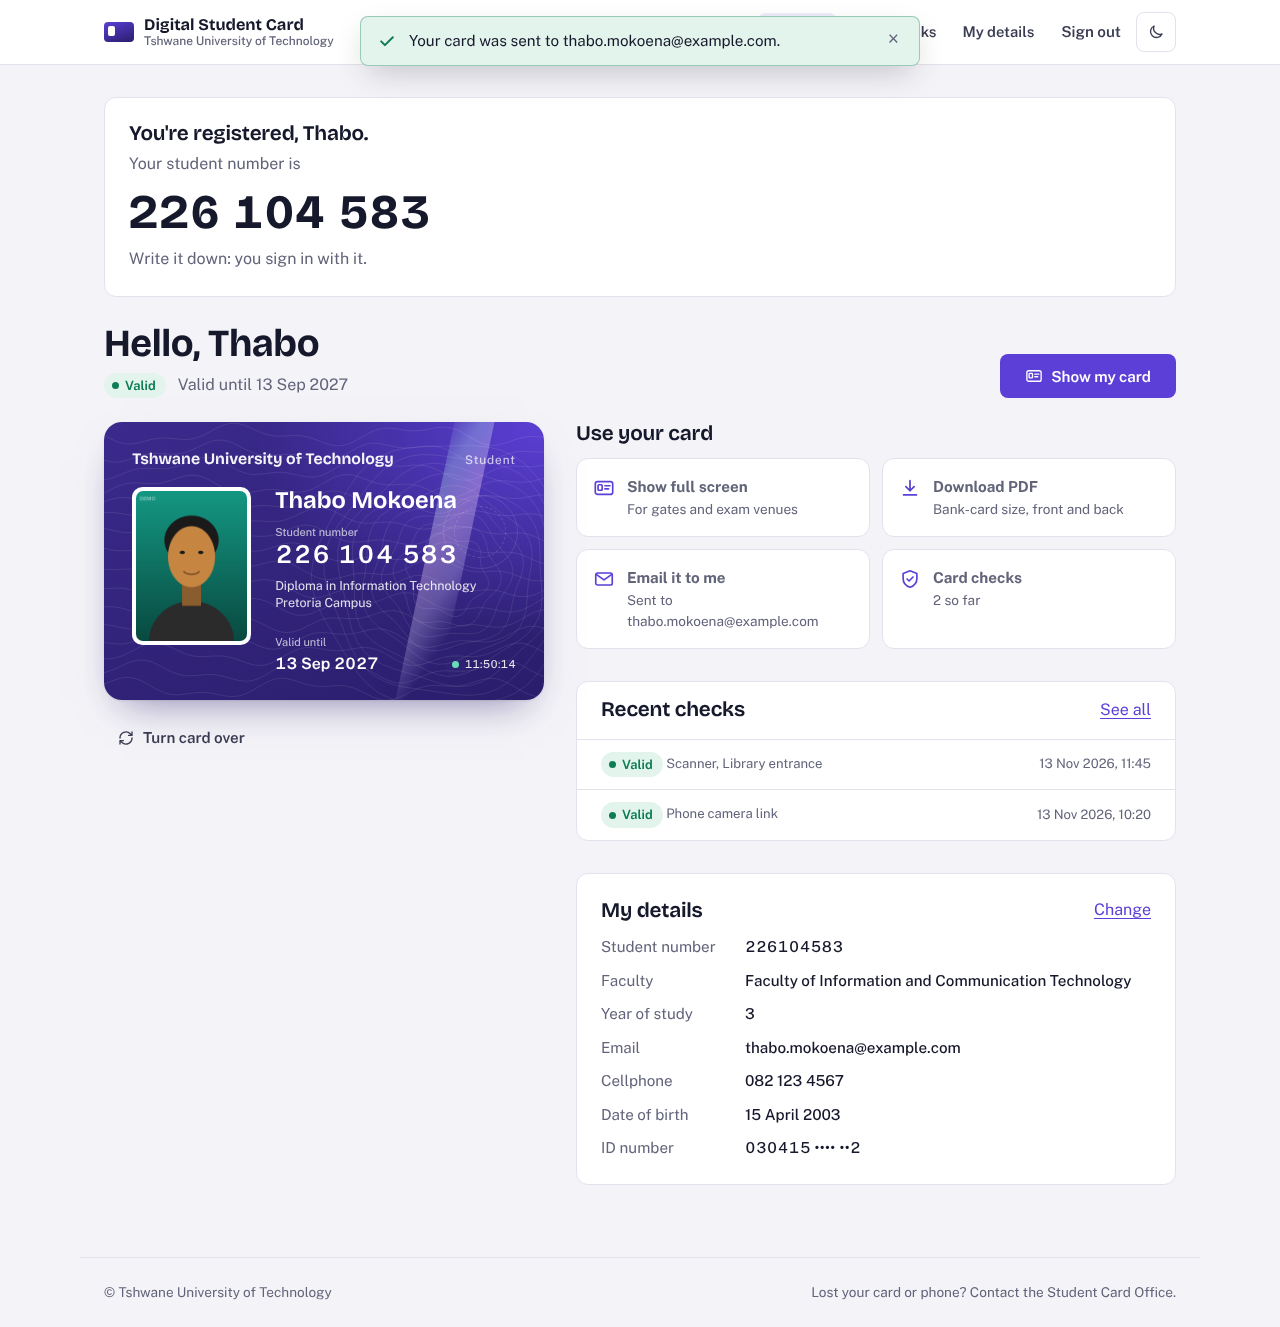 Digital Student Card
Tshwane University of Technology
Your card was sent to thabo.mokoena@example.com.
×
ks
My details
Sign out
You're registered, Thabo.
Your student number is
226 104 583
Write it down: you sign in with it.
Hello, Thabo
Valid
Valid until 13 Sep 2027
Show my card
Tshwane University of Technology
Student
DEMO
Thabo Mokoena
Student number
226 104 583
Diploma in Information Technology
Pretoria Campus
Valid until
13 Sep 2027
11:50:14
Turn card over
Use your card
Show full screen
For gates and exam venues
Download PDF
Bank-card size, front and back
Email it to me
Sent to
thabo.mokoena@example.com
Card checks
2 so far
Recent checks
See all
Valid Scanner, Library entrance
13 Nov 2026, 11:45
Valid Phone camera link
13 Nov 2026, 10:20
My details
Change
Student number 226104583
Faculty Faculty of Information and Communication Technology
Year of study 3
Email thabo.mokoena@example.com
Cellphone 082 123 4567
Date of birth 15 April 2003
ID number 030415 •••• ••2
© Tshwane University of Technology
Lost your card or phone? Contact the Student Card Office.